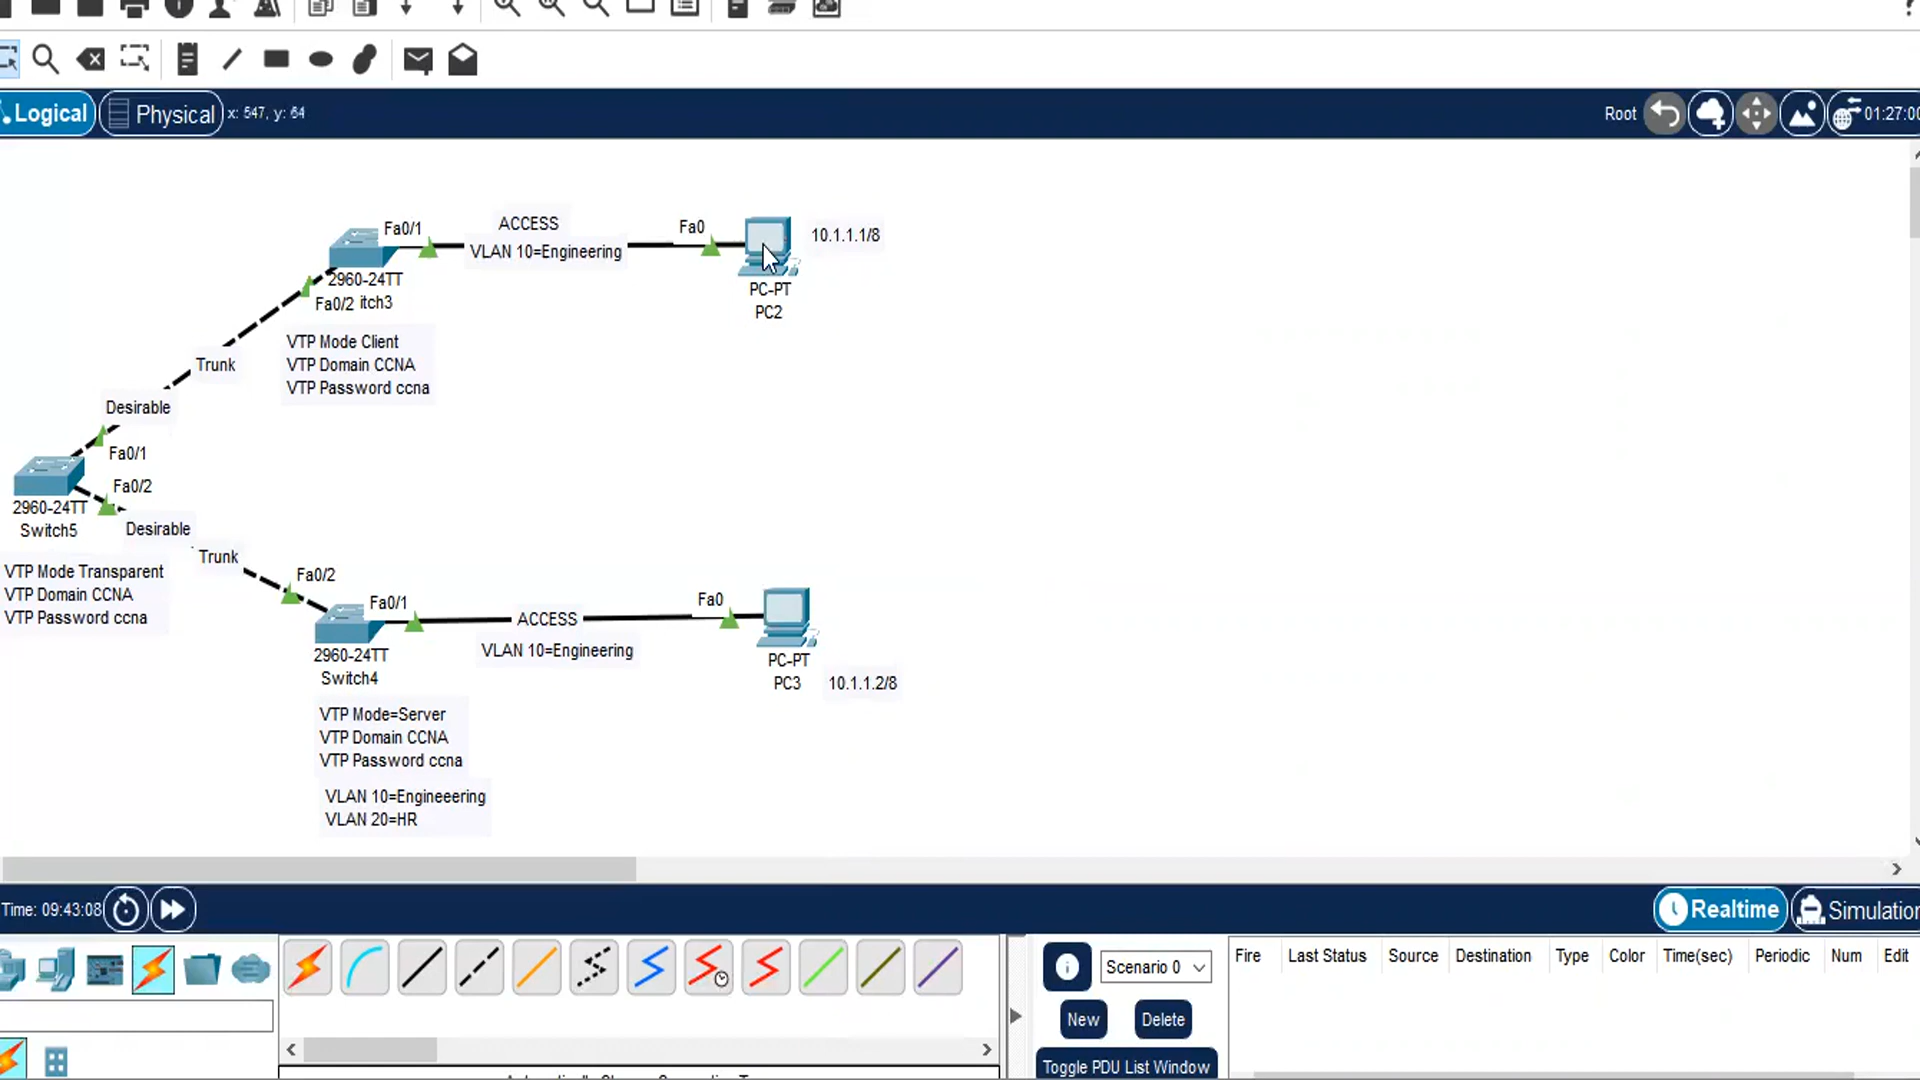 Logical
Physical
x: 547, y: 64
Root
01:27:00
Fa0/1
ACCESS
VLAN 10=Engineering
Fa0
10.1.1.1/8
2960-24TT
Fa0/2 itch3
PC-PT
PC2
VTP Mode Client
VTP Domain CCNA
VTP Password ccna
Trunk
Desirable
Fa0/1
Fa0/2
2960-24TT
Switch5
Desirable
Trunk
VTP Mode Transparent
VTP Domain CCNA
VTP Password ccna
Fa0/2
Fa0/1
ACCESS
VLAN 10=Engineering
Fa0
2960-24TT
Switch4
PC-PT
PC3
10.1.1.2/8
VTP Mode=Server
VTP Domain CCNA
VTP Password ccna
VLAN 10=Engineeering
VLAN 20=HR
Time: 09:43:08
Realtime
Simulation
Scenario 0
New
Delete
Toggle PDU List Window
Fire Last Status Source Destination Type Color Time(sec) Periodic Num Edit